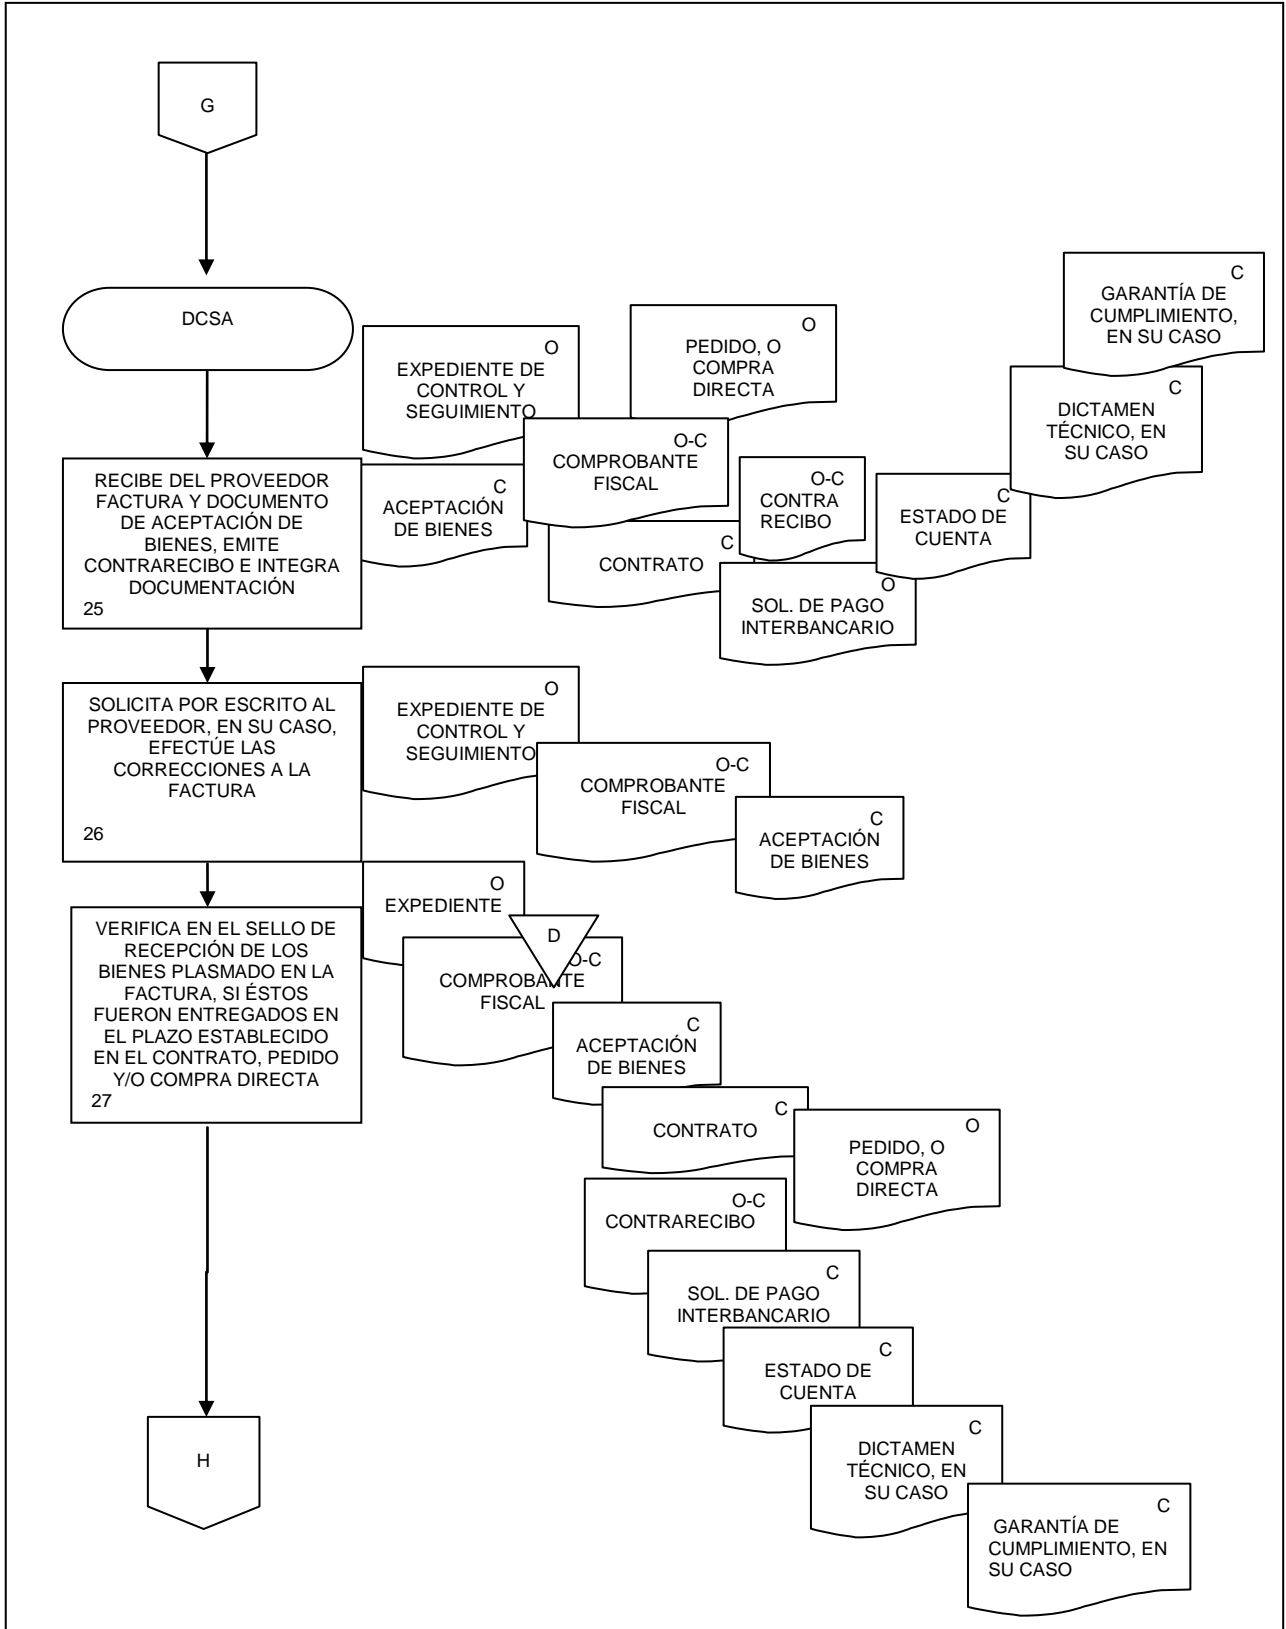 G
DCSA
RECIBE DEL PROVEEDOR
FACTURA Y DOCUMENTO
DE ACEPTACIÓN DE
BIENES, EMITE
CONTRARECIBO E INTEGRA
DOCUMENTACIÓN
25
O
EXPEDIENTE DE
CONTROL Y
SEGUIMIENTO
C
ACEPTACIÓN
DE BIENES
O
PEDIDO, O
COMPRA
DIRECTA
O-C
COMPROBANTE
FISCAL
C
CONTRATO
O-C
CONTRA
RECIBO
O
SOL. DE PAGO
INTERBANCARIO
C
ESTADO DE
CUENTA
C
DICTAMEN
TÉCNICO, EN
SU CASO
C
GARANTÍA DE
CUMPLIMIENTO,
EN SU CASO
SOLICITA POR ESCRITO AL
PROVEEDOR, EN SU CASO,
EFECTÚE LAS
CORRECCIONES A LA
FACTURA
26
O
EXPEDIENTE DE
CONTROL Y
SEGUIMIENTO
O-C
COMPROBANTE
FISCAL
C
ACEPTACIÓN
DE BIENES
VERIFICA EN EL SELLO DE
RECEPCIÓN DE LOS
BIENES PLASMADO EN LA
FACTURA, SI ÉSTOS
FUERON ENTREGADOS EN
EL PLAZO ESTABLECIDO
EN EL CONTRATO, PEDIDO
Y/O COMPRA DIRECTA
27
O
EXPEDIENTE
D
O-C
COMPROBANTE
FISCAL
C
ACEPTACIÓN
DE BIENES
C
CONTRATO
O
PEDIDO, O
COMPRA
DIRECTA
O-C
CONTRARECIBO
C
SOL. DE PAGO
INTERBANCARIO
C
ESTADO DE
CUENTA
C
DICTAMEN
TÉCNICO, EN
SU CASO
C
GARANTÍA DE
CUMPLIMIENTO, EN
SU CASO
H